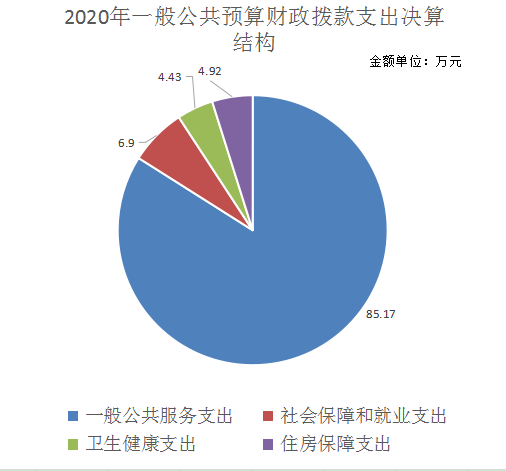 2020年一般公共预算财政拨款支出决算
结构
金额单位：万元
4.43
4.92
6.9
85.17
一般公共服务支出
社会保障和就业支出
卫生健康支出
住房保障支出